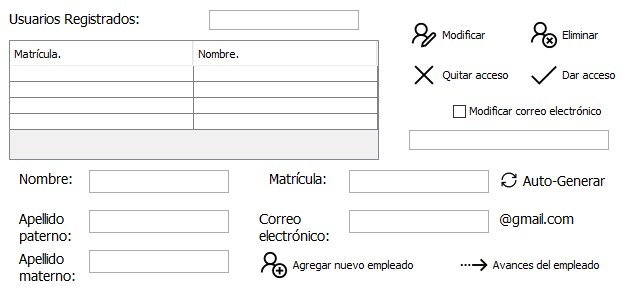 Usuarios Registrados:
Matrícula. Nombre.
Modificar Eliminar
Quitar acceso Dar acceso
Modificar correo electrónico
Nombre: Matrícula: Auto-Generar
Apellido
paterno:
Correo
electrónico:
@gmail.com
Apellido
materno:
Agregar nuevo empleado Avances del empleado